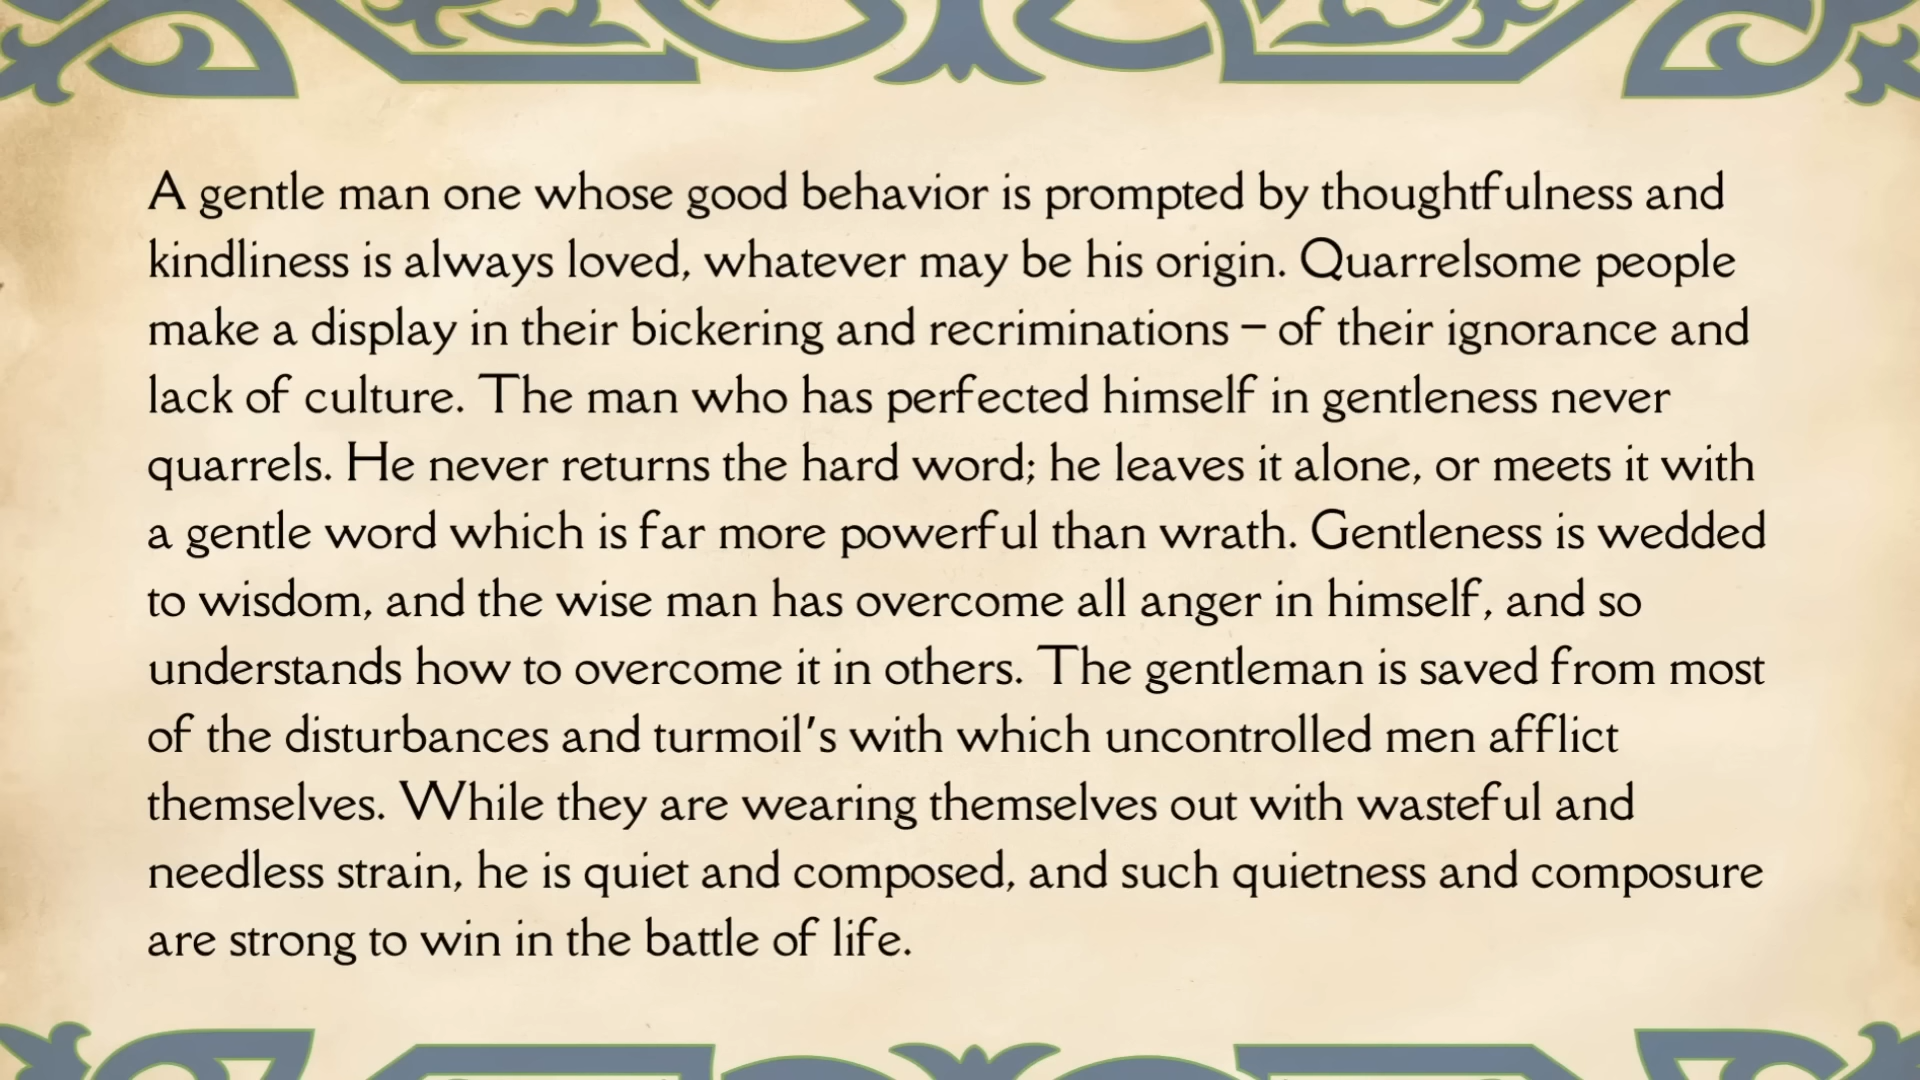 A gentle man one whose good behavior is prompted by thoughtfulness and
kindliness is always loved, whatever may be his origin. Quarrelsome people
make a display in their bickering and recriminations – of their ignorance and
lack of culture. The man who has perfected himself in gentleness never
quarrels. He never returns the hard word; he leaves it alone, or meets it with
a gentle word which is far more powerful than wrath. Gentleness is wedded
to wisdom, and the wise man has overcome all anger in himself, and so
understands how to overcome it in others. The gentleman is saved from most
of the disturbances and turmoil's with which uncontrolled men afflict
themselves. While they are wearing themselves out with wasteful and
needless strain, he is quiet and composed, and such quietness and composure
are strong to win in the battle of life.